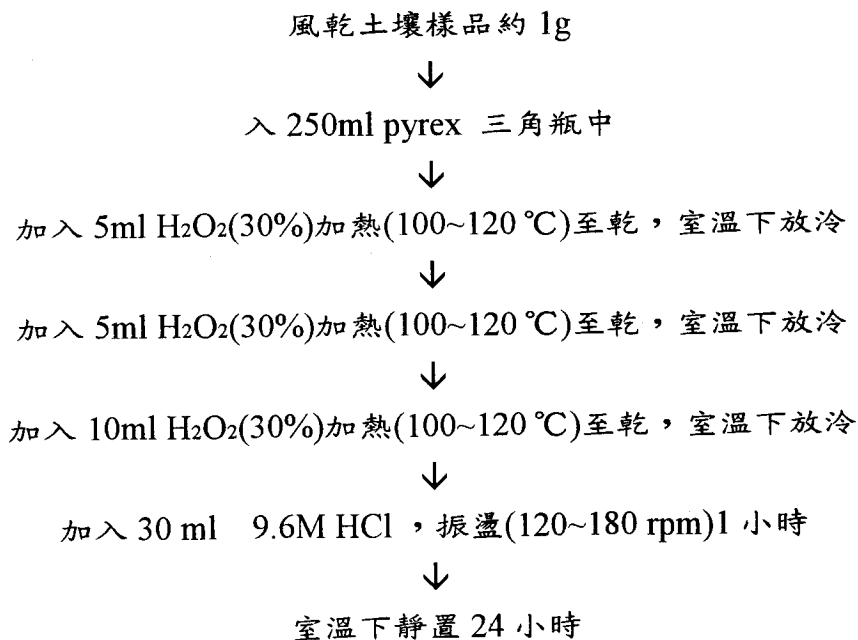 風乾土壤樣品約 1g
↓
入 250ml pyrex 三角瓶中
↓
加入 5ml H₂O₂(30%)加熱(100~120 ℃)至乾，室溫下放冷
↓
加入 5ml H₂O₂(30%)加熱(100~120 ℃)至乾，室溫下放冷
↓
加入 10ml H₂O₂(30%)加熱(100~120 ℃)至乾，室溫下放冷
↓
加入 30 ml 9.6M HCl ，振盪(120~180 rpm)1 小時
↓
室溫下靜置 24 小時